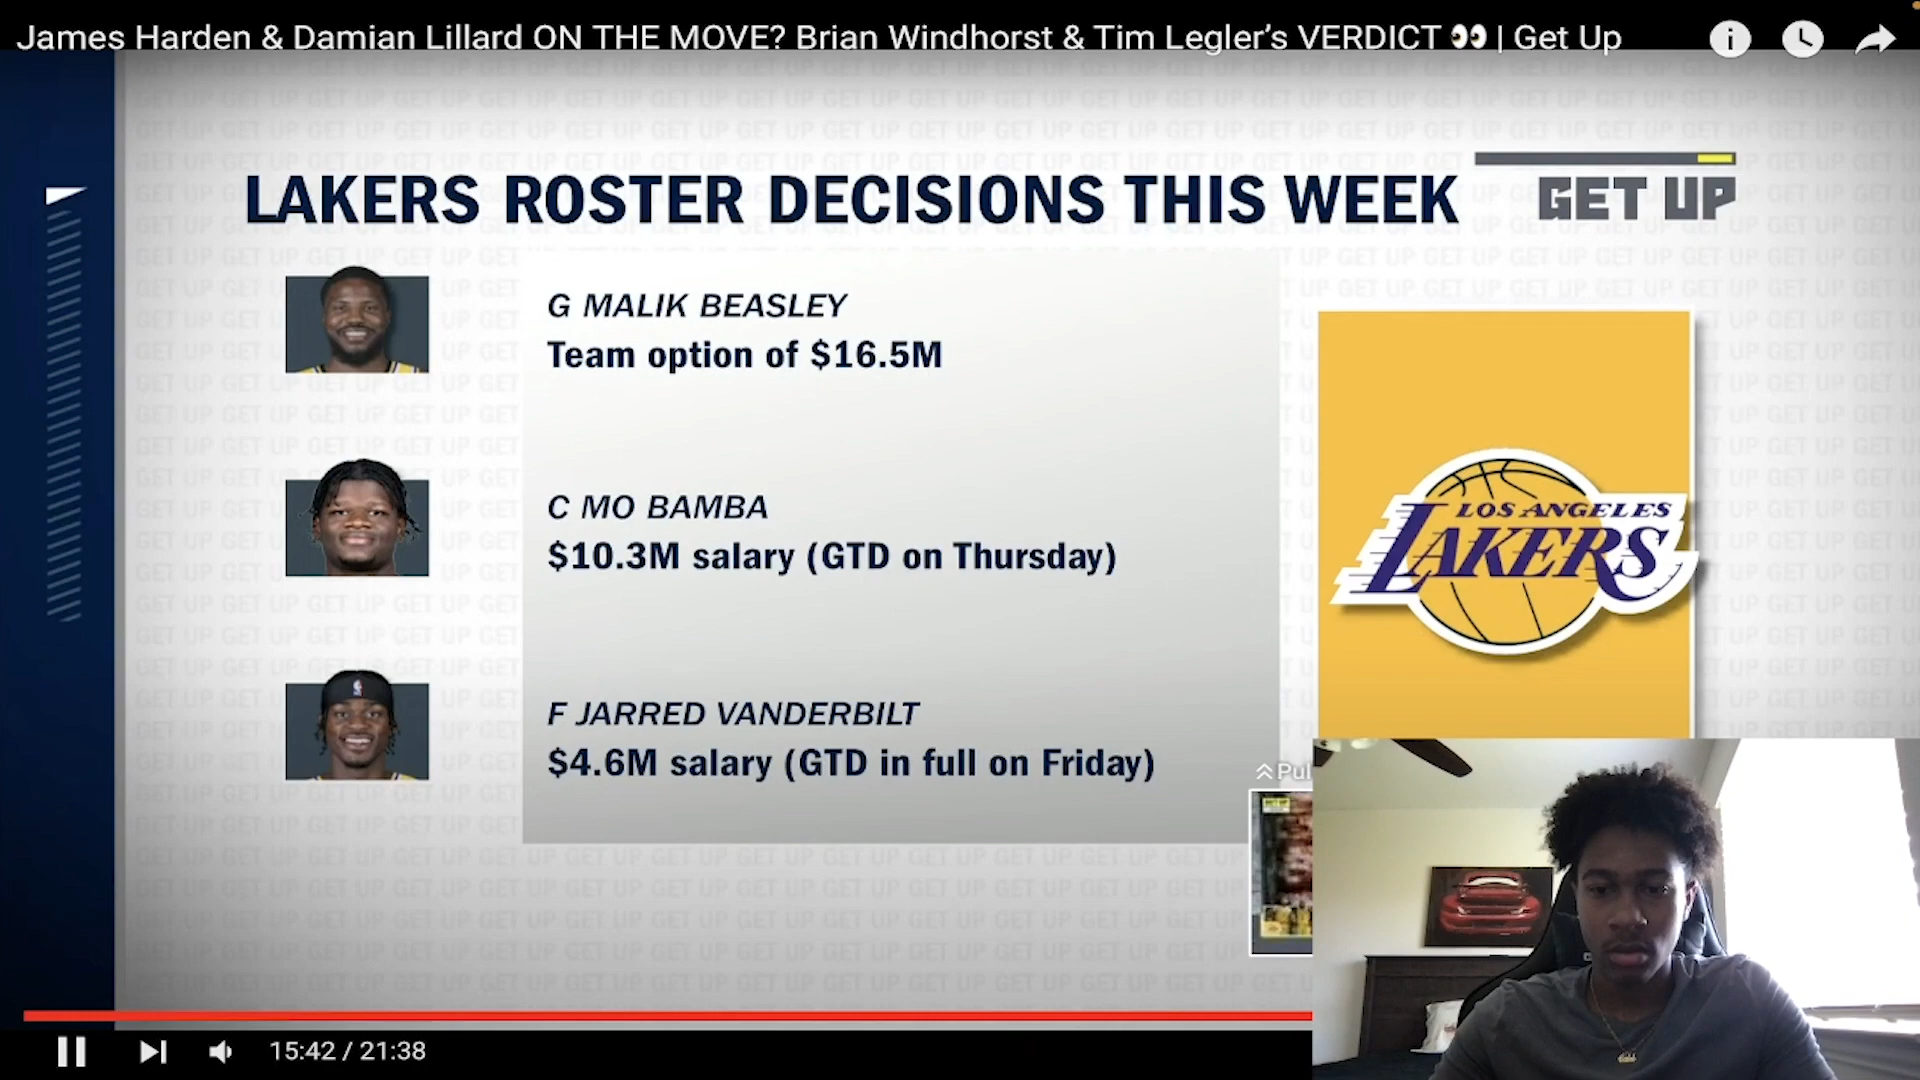 James Harden & Damian Lillard ON THE MOVE? Brian Windhorst & Tim Legler’s VERDICT 👀 | Get Up
LAKERS ROSTER DECISIONS THIS WEEK
GET UP
G MALIK BEASLEY
Team option of $16.5M
C MO BAMBA
$10.3M salary (GTD on Thursday)
F JARRED VANDERBILT
$4.6M salary (GTD in full on Friday)
LOS ANGELES
LAKERS
15:42 / 21:38